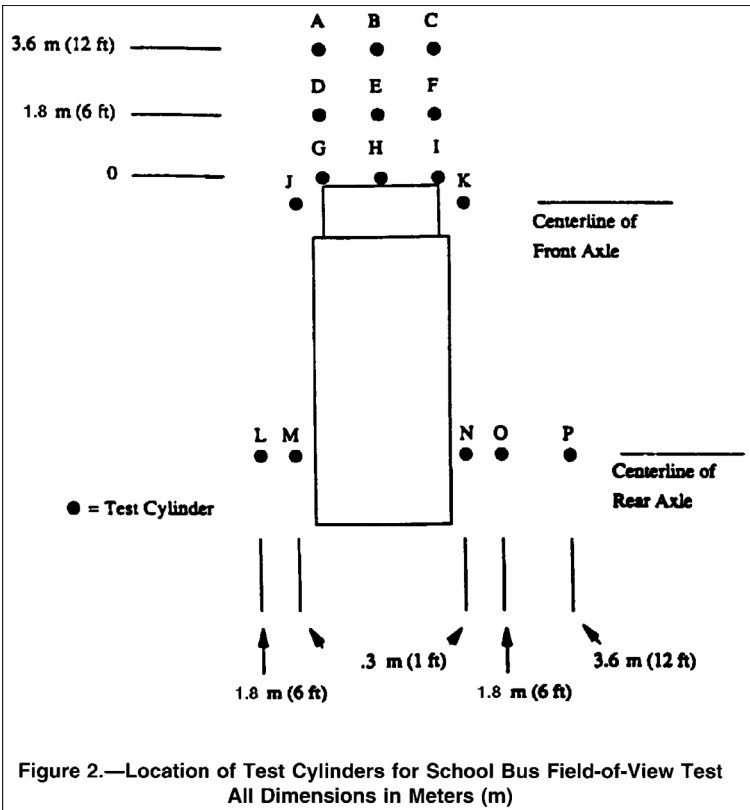 A B C
3.6 m (12 ft)
D E F
1.8 m (6 ft)
G H I
0
J K
Centerline of
Front Axle
L M N O P
Centerline of
Rear Axle
= Test Cylinder
.3 m (1 ft) 3.6 m (12 ft)
1.8 m (6 ft) 1.8 m (6 ft)
Figure 2.—Location of Test Cylinders for School Bus Field-of-View Test
All Dimensions in Meters (m)